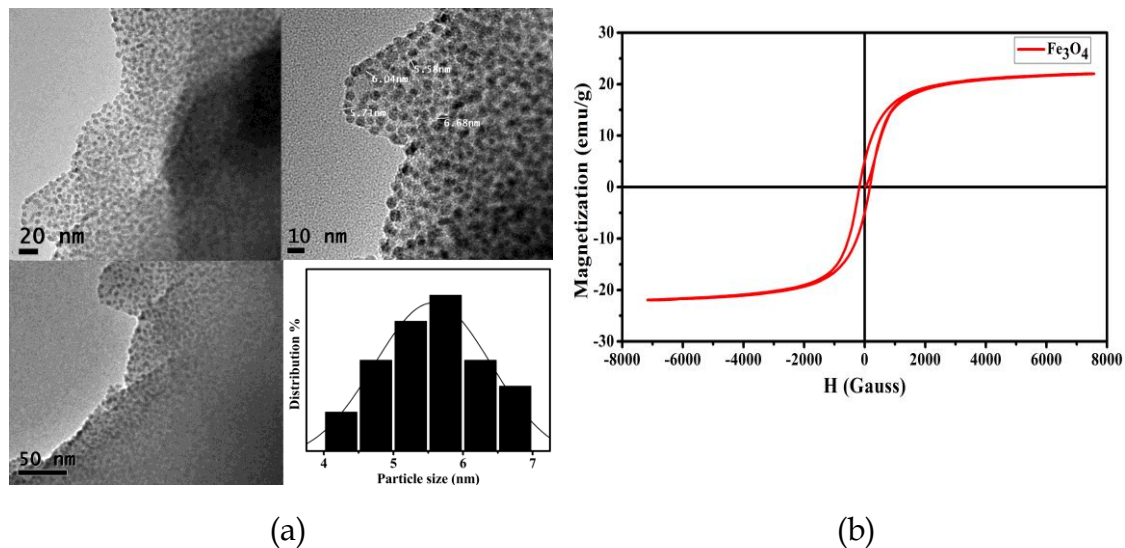 20 nm
6.04nm
5.58nm
5.71nm
6.68nm
10 nm
50 nm
Distribution %
4 5 6 7
Particle size (nm)
(a)
Fe₃O₄
Magnetization (emu/g)
30
20
10
0
-10
-20
-30
-8000 -6000 -4000 -2000 0 2000 4000 6000 8000
H (Gauss)
(b)